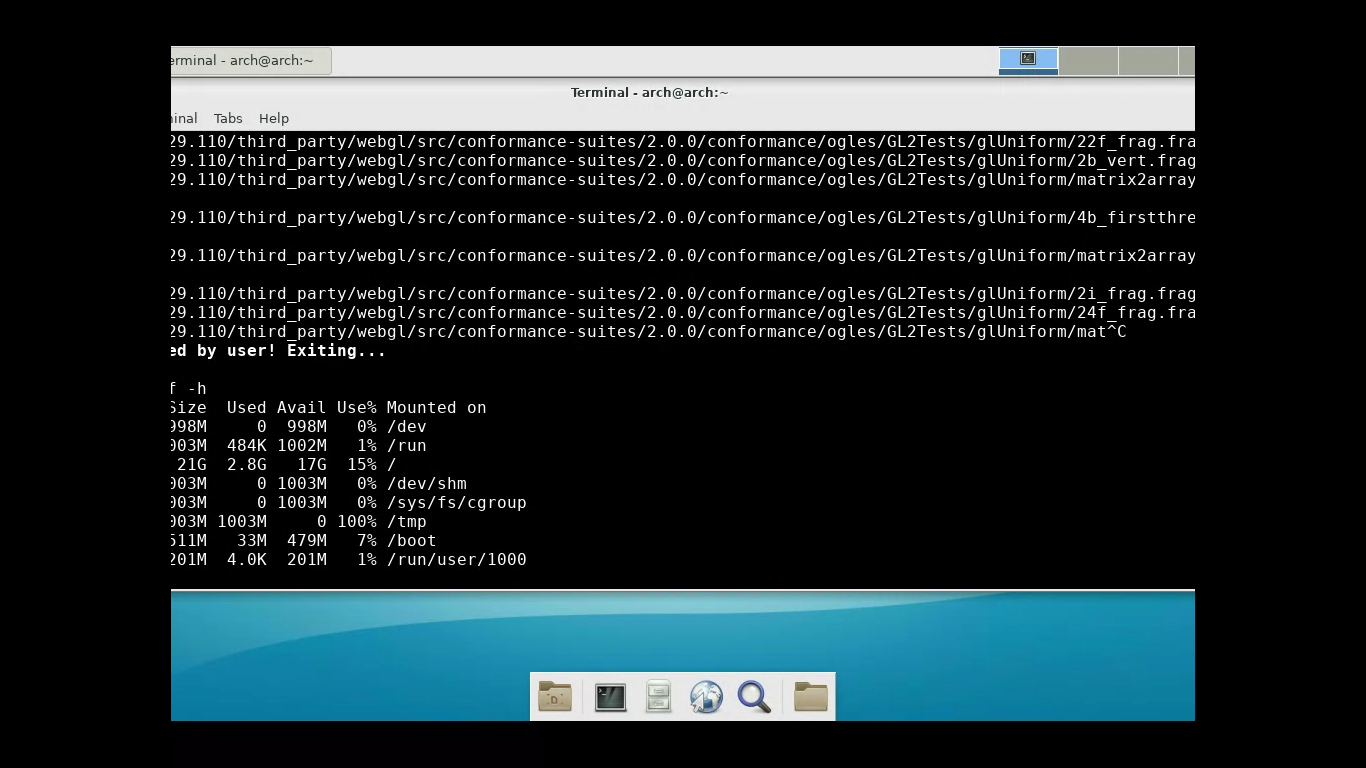 erminal - arch@arch:~
Terminal - arch@arch:~
inal Tabs Help
29.110/third_party/webgl/src/conformance-suites/2.0.0/conformance/ogles/GL2Tests/glUniform/22f_frag.fra
29.110/third_party/webgl/src/conformance-suites/2.0.0/conformance/ogles/GL2Tests/glUniform/2b_vert.frag
29.110/third_party/webgl/src/conformance-suites/2.0.0/conformance/ogles/GL2Tests/glUniform/matrix2array
29.110/third_party/webgl/src/conformance-suites/2.0.0/conformance/ogles/GL2Tests/glUniform/4b_firstthre
29.110/third_party/webgl/src/conformance-suites/2.0.0/conformance/ogles/GL2Tests/glUniform/matrix2array
29.110/third_party/webgl/src/conformance-suites/2.0.0/conformance/ogles/GL2Tests/glUniform/2i_frag.frag
29.110/third_party/webgl/src/conformance-suites/2.0.0/conformance/ogles/GL2Tests/glUniform/24f_frag.fra
29.110/third_party/webgl/src/conformance-suites/2.0.0/conformance/ogles/GL2Tests/glUniform/mat^C
ed by user! Exiting...
f -h
Size Used Avail Use% Mounted on
998M 0 998M 0% /dev
003M 484K 1002M 1% /run
21G 2.8G 17G 15% /
003M 0 1003M 0% /dev/shm
003M 0 1003M 0% /sys/fs/cgroup
003M 1003M 0 100% /tmp
511M 33M 479M 7% /boot
201M 4.0K 201M 1% /run/user/1000